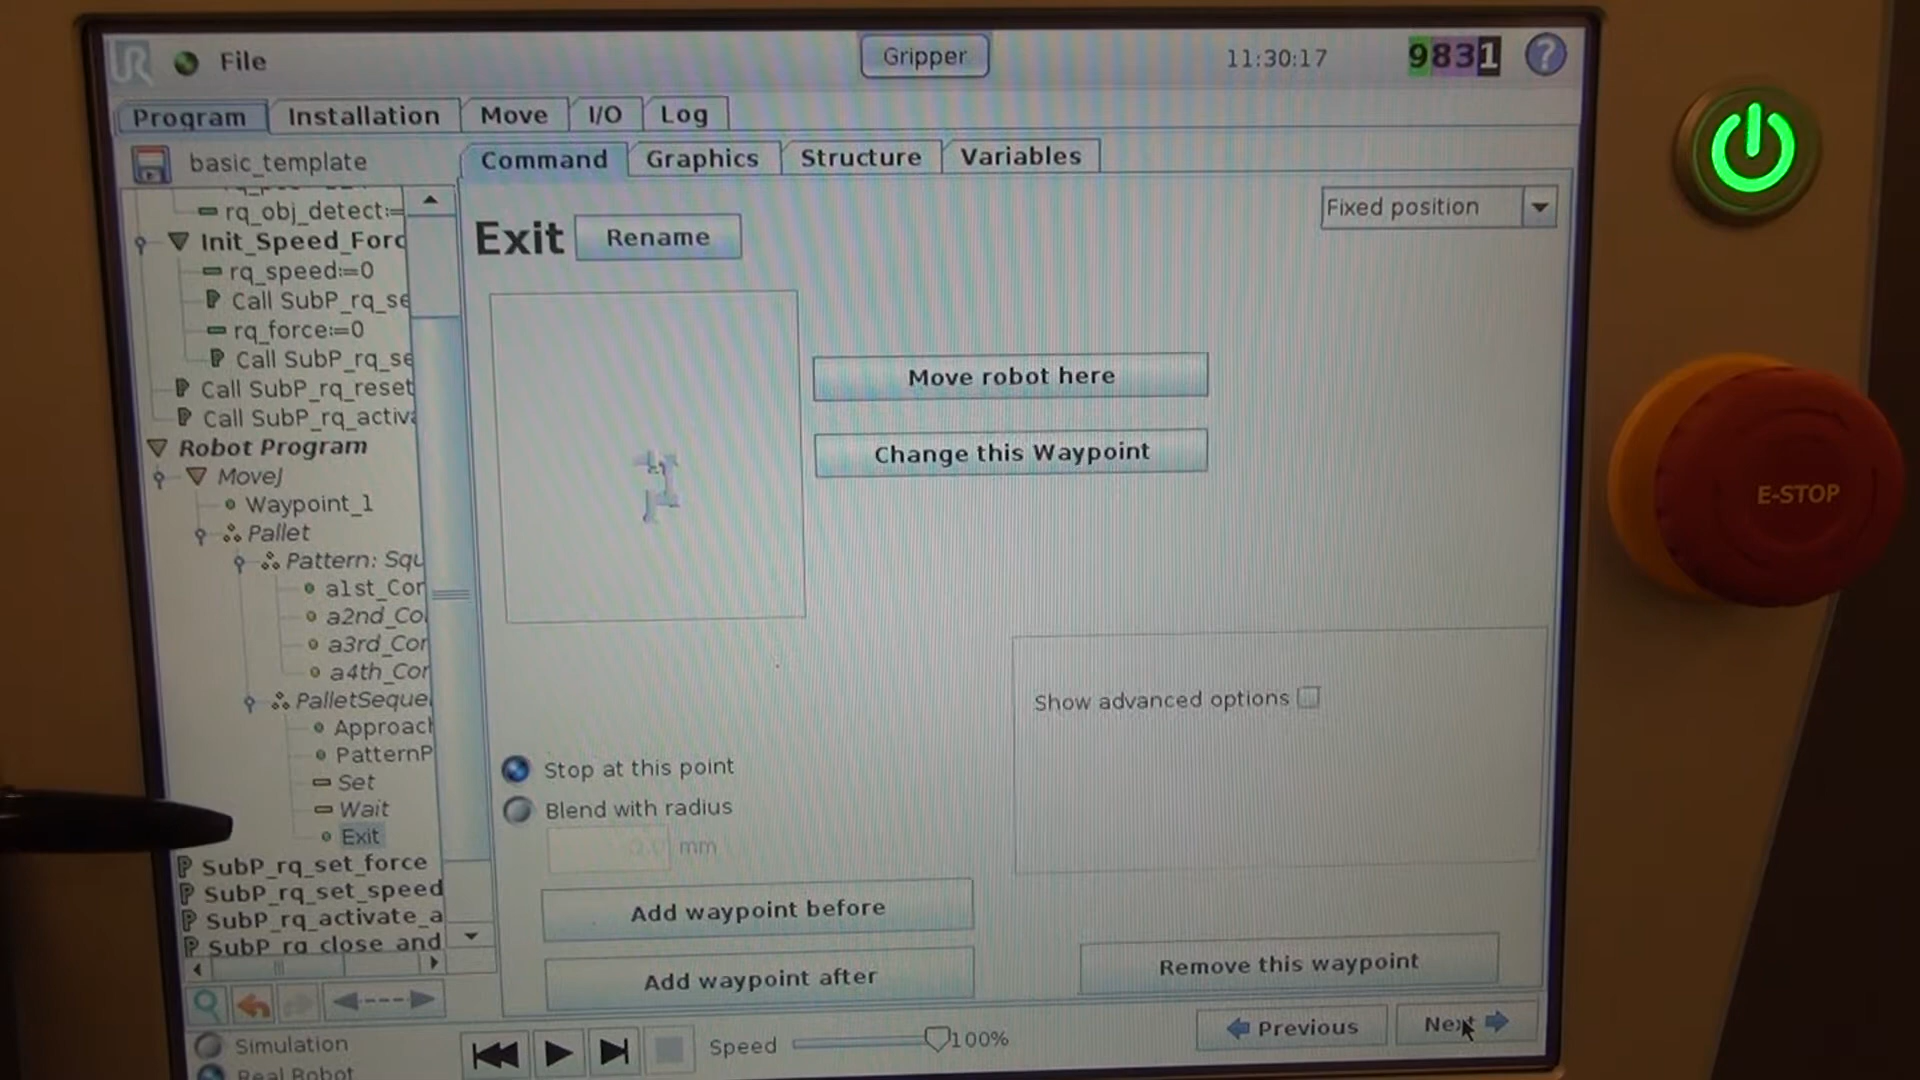 UR File Gripper 11:30:17 9831 ?
Program Installation Move I/O Log
basic_template
Command Graphics Structure Variables
rq_obj_detect:=
Init_Speed_Forc
rq_speed:=0
Call SubP_rq_se
rq_force:=0
Call SubP_rq_se
Call SubP_rq_reset
Call SubP_rq_activa
Robot Program
MoveJ
Waypoint_1
Pallet
Pattern: Squ
a1st_Cor
a2nd_Co
a3rd_Cor
a4th_Cor
PalletSeque
Approach
PatternP
Set
Wait
Exit
SubP_rq_set_force
SubP_rq_set_speed
SubP_rq_activate_a
SubP_rq_close_and
Exit Rename
Fixed position
Move robot here
Change this Waypoint
Show advanced options
Stop at this point
Blend with radius
mm
Add waypoint before
Add waypoint after
Remove this waypoint
Previous Next
Simulation
Real Robot
Speed 100%
E-STOP